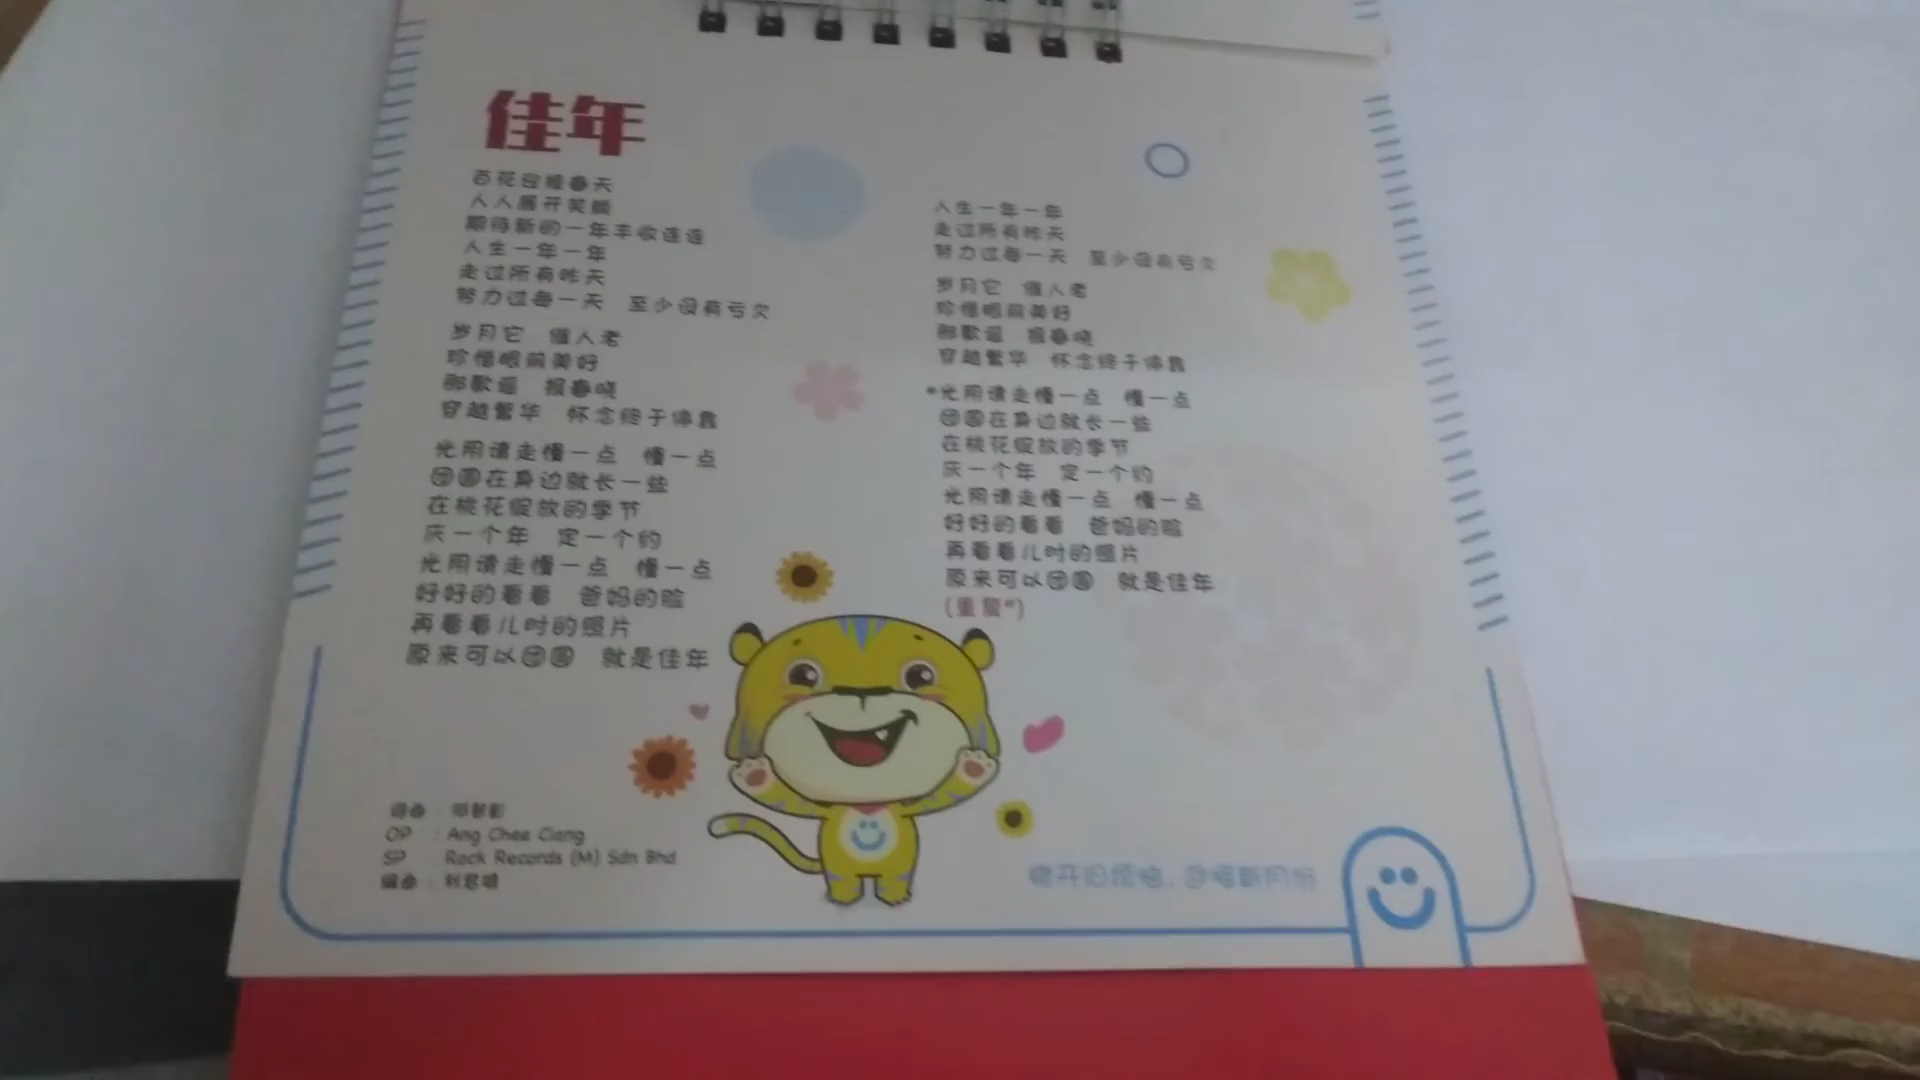 佳年
百花迎接春天
人人展开笑颜
期待新的一年丰收连连
人生一年一年
走过所有昨天
努力过每一天 至少没有亏欠
岁月它 催人老
珍惜眼前美好
那歌谣 报春晓
穿越繁华 怀念终于停靠
光阴请走慢一点 慢一点
团圆在身边就长一些
在桃花绽放的季节
庆一个年 定一个约
光阴请走慢一点 慢一点
好好的看看 爸妈的脸
再看看儿时的照片
原来可以团圆 就是佳年
人生一年一年
走过所有昨天
努力过每一天 至少没有亏欠
岁月它 催人老
珍惜眼前美好
那歌谣 报春晓
穿越繁华 怀念终于停靠
*光阴请走慢一点 慢一点
团圆在身边就长一些
在桃花绽放的季节
庆一个年 定一个约
光阴请走慢一点 慢一点
好好的看看 爸妈的脸
再看看儿时的照片
原来可以团圆 就是佳年
(重复*)
词曲 :
OP : Ang Chee Ciang
SP : Rock Records (M) Sdn Bhd
编曲 :